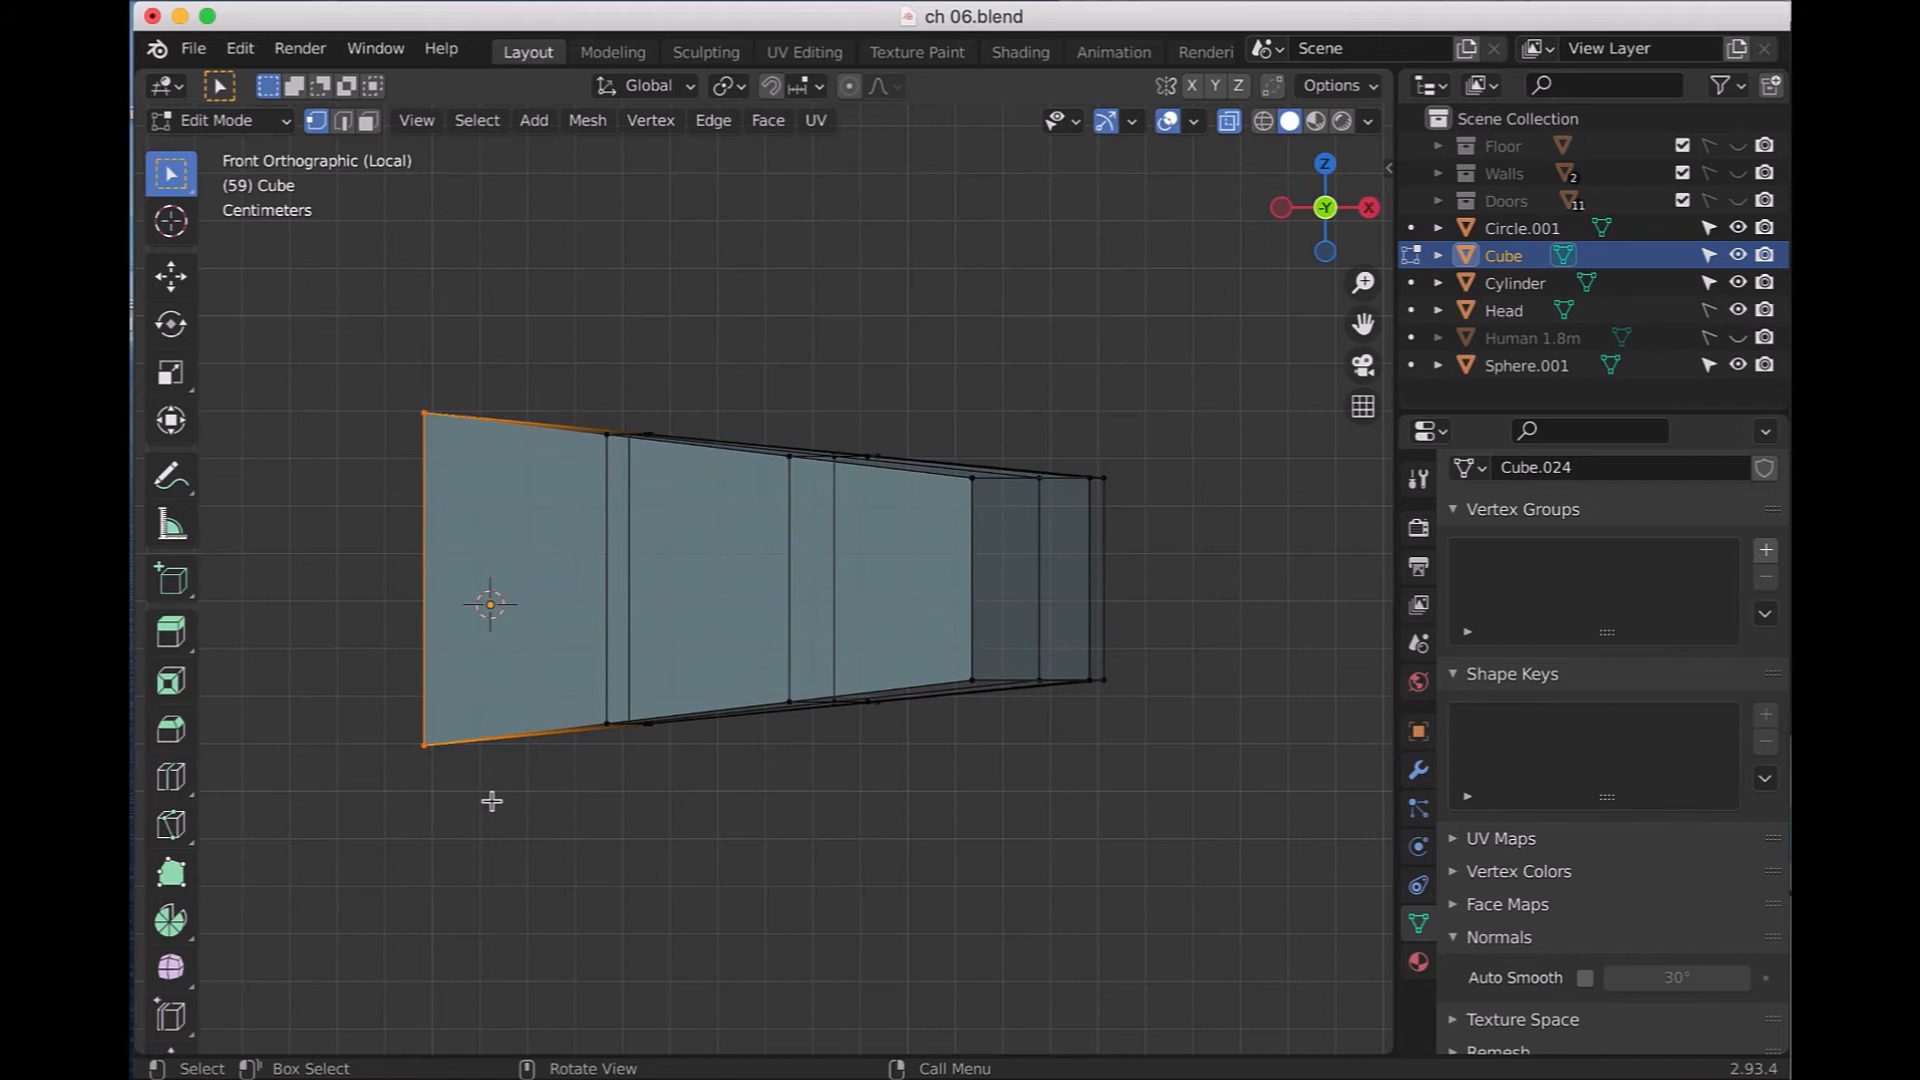 ch 06.blend
File Edit Render Window Help Layout Modeling Sculpting UV Editing Texture Paint Shading Animation Renderi Scene View Layer
Global X Y Z Options
Edit Mode View Select Add Mesh Vertex Edge Face UV
Scene Collection
Floor
Walls 2
Doors 11
Circle.001
Cube
Cylinder
Head
Human 1.8m
Sphere.001
Front Orthographic (Local)
(59) Cube
Centimeters
Z
-Y X
Cube.024
Vertex Groups
Shape Keys
UV Maps
Vertex Colors
Face Maps
Normals
Auto Smooth 30°
Texture Space
Remesh
Select Box Select Rotate View Call Menu 2.93.4